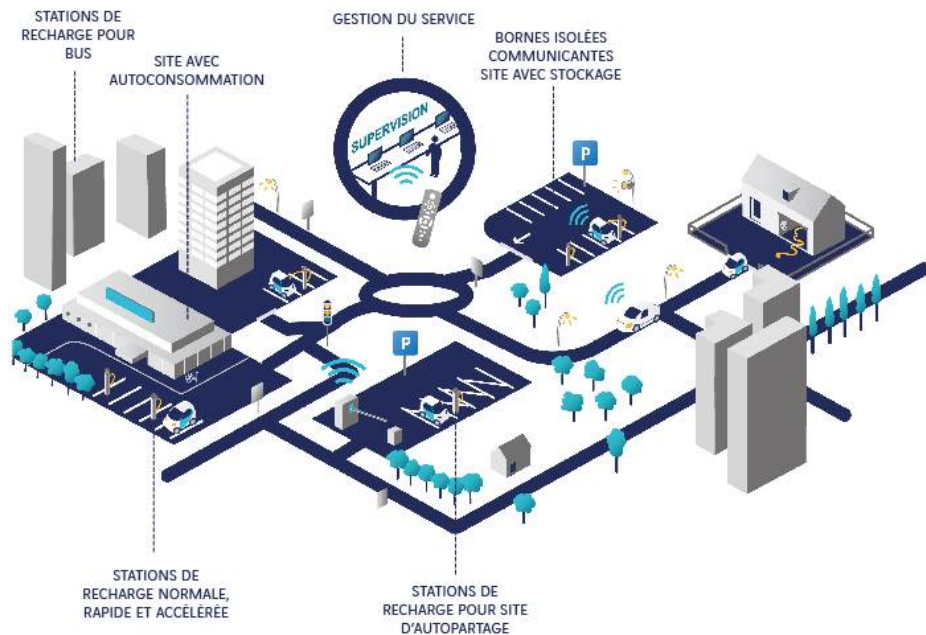 STATIONS DE
RECHARGE POUR
BUS
SITE AVEC
AUTOCONSOMMATION
GESTION DU SERVICE
BORNES ISOLÉES
COMMUNICANTES
SITE AVEC STOCKAGE
SUPERVISION
P
P
STATIONS DE
RECHARGE NORMALE,
RAPIDE ET ACCÉLÉRÉE
STATIONS DE
RECHARGE POUR SITE
D'AUTOPARTAGE